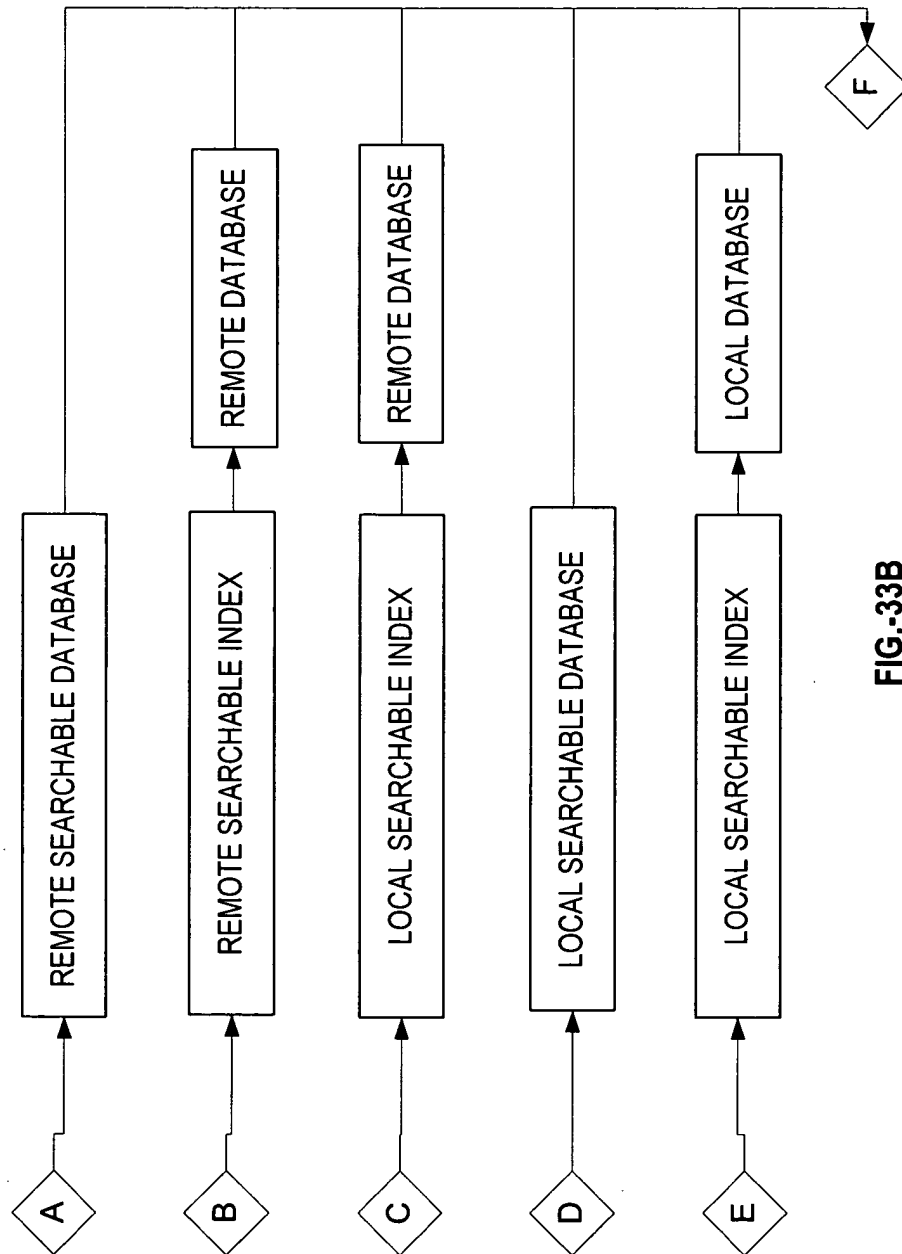 A
REMOTE SEARCHABLE DATABASE
B
REMOTE SEARCHABLE INDEX
REMOTE DATABASE
C
LOCAL SEARCHABLE INDEX
REMOTE DATABASE
D
LOCAL SEARCHABLE DATABASE
E
LOCAL SEARCHABLE INDEX
LOCAL DATABASE
F
FIG.-33B